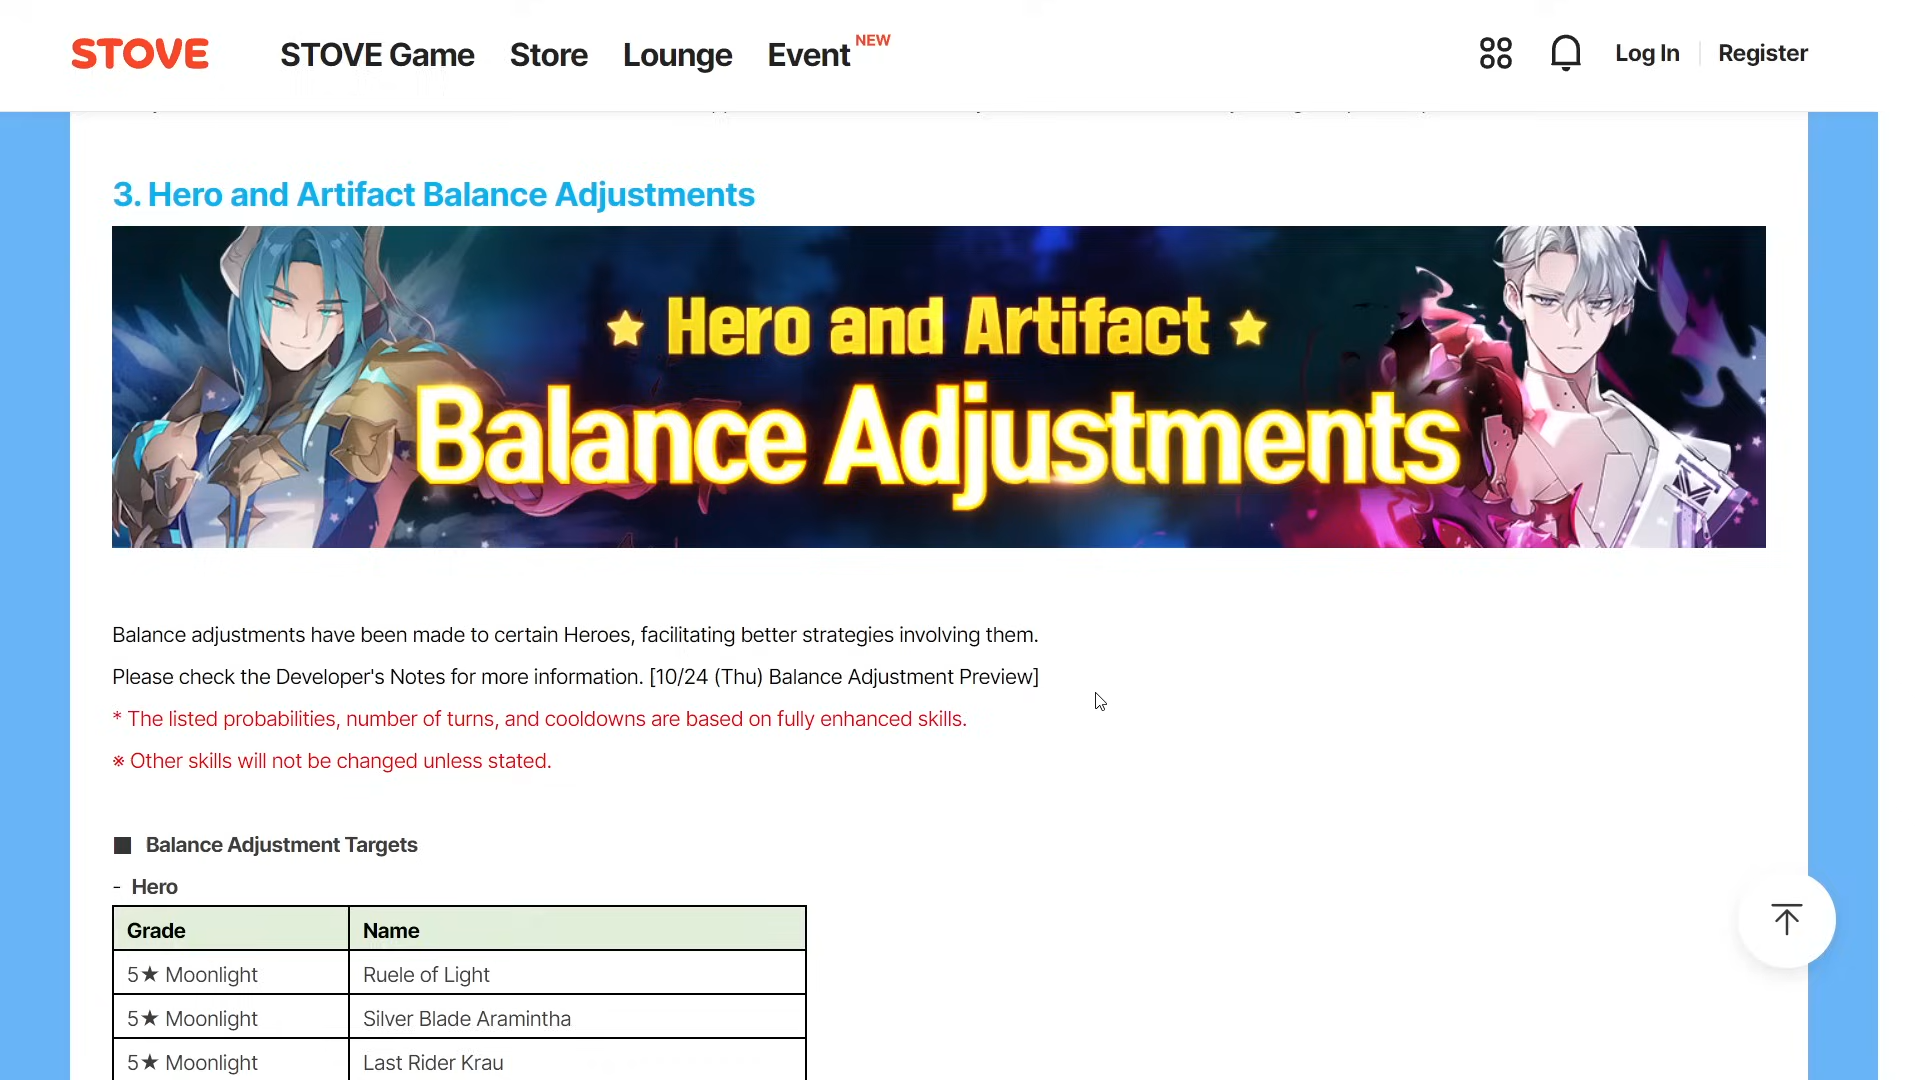 STOVE
STOVE Game Store Lounge Event NEW
Log In Register
3. Hero and Artifact Balance Adjustments
Hero and Artifact
Balance Adjustments
Balance adjustments have been made to certain Heroes, facilitating better strategies involving them.
Please check the Developer's Notes for more information. [10/24 (Thu) Balance Adjustment Preview]
* The listed probabilities, number of turns, and cooldowns are based on fully enhanced skills.
※ Other skills will not be changed unless stated.
■ Balance Adjustment Targets
- Hero
Grade Name
5★ Moonlight Ruele of Light
5★ Moonlight Silver Blade Aramintha
5★ Moonlight Last Rider Krau